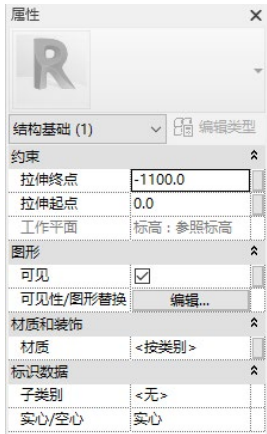 属性
结构基础 (1) 编辑类型
约束
拉伸终点 -1100.0
拉伸起点 0.0
工作平面 标高 : 参照标高
图形
可见
可见性/图形替换 编辑...
材质和装饰
材质 <按类别>
标识数据
子类别 <无>
实心/空心 实心